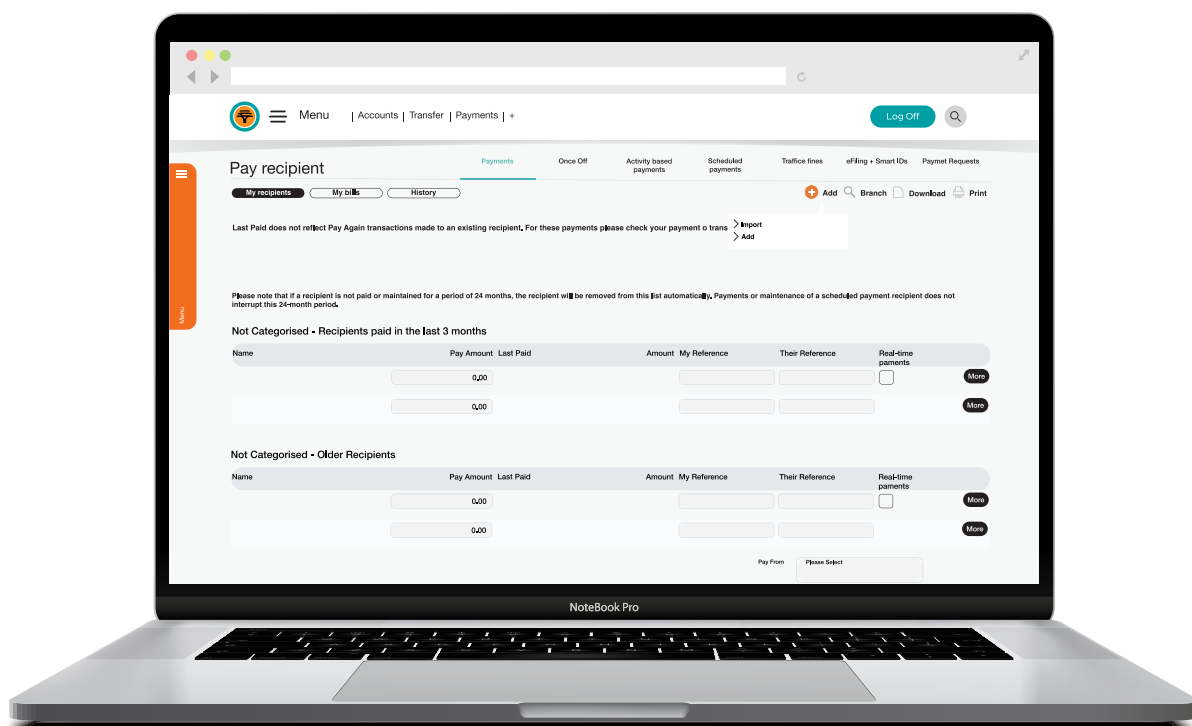 Menu | Accounts | Transfer | Payments | +
Log Off
Pay recipient
Payments
Once Off
Activity based
payments
Scheduled
payments
Traffice fines
eFiling + Smart IDs
Paymet Requests
My recipients
My bills
History
Add
Branch
Download
Print
Import
Add
Last Paid does not reflect Pay Again transactions made to an existing recipient. For these payments please check your payment o trans
Menu
Please note that if a recipient is not paid or maintained for a period of 24 months, the recipient will be removed from this list automatically. Payments or maintenance of a scheduled payment recipient does not
interrupt this 24-month period.
Not Categorised - Recipients paid in the last 3 months
Name Pay Amount Last Paid Amount My Reference Their Reference Real-time
paments
0.00 More
0.00 More
Not Categorised - Older Recipients
Name Pay Amount Last Paid Amount My Reference Their Reference Real-time
paments
0.00 More
0.00 More
Pay From Please Select
NoteBook Pro